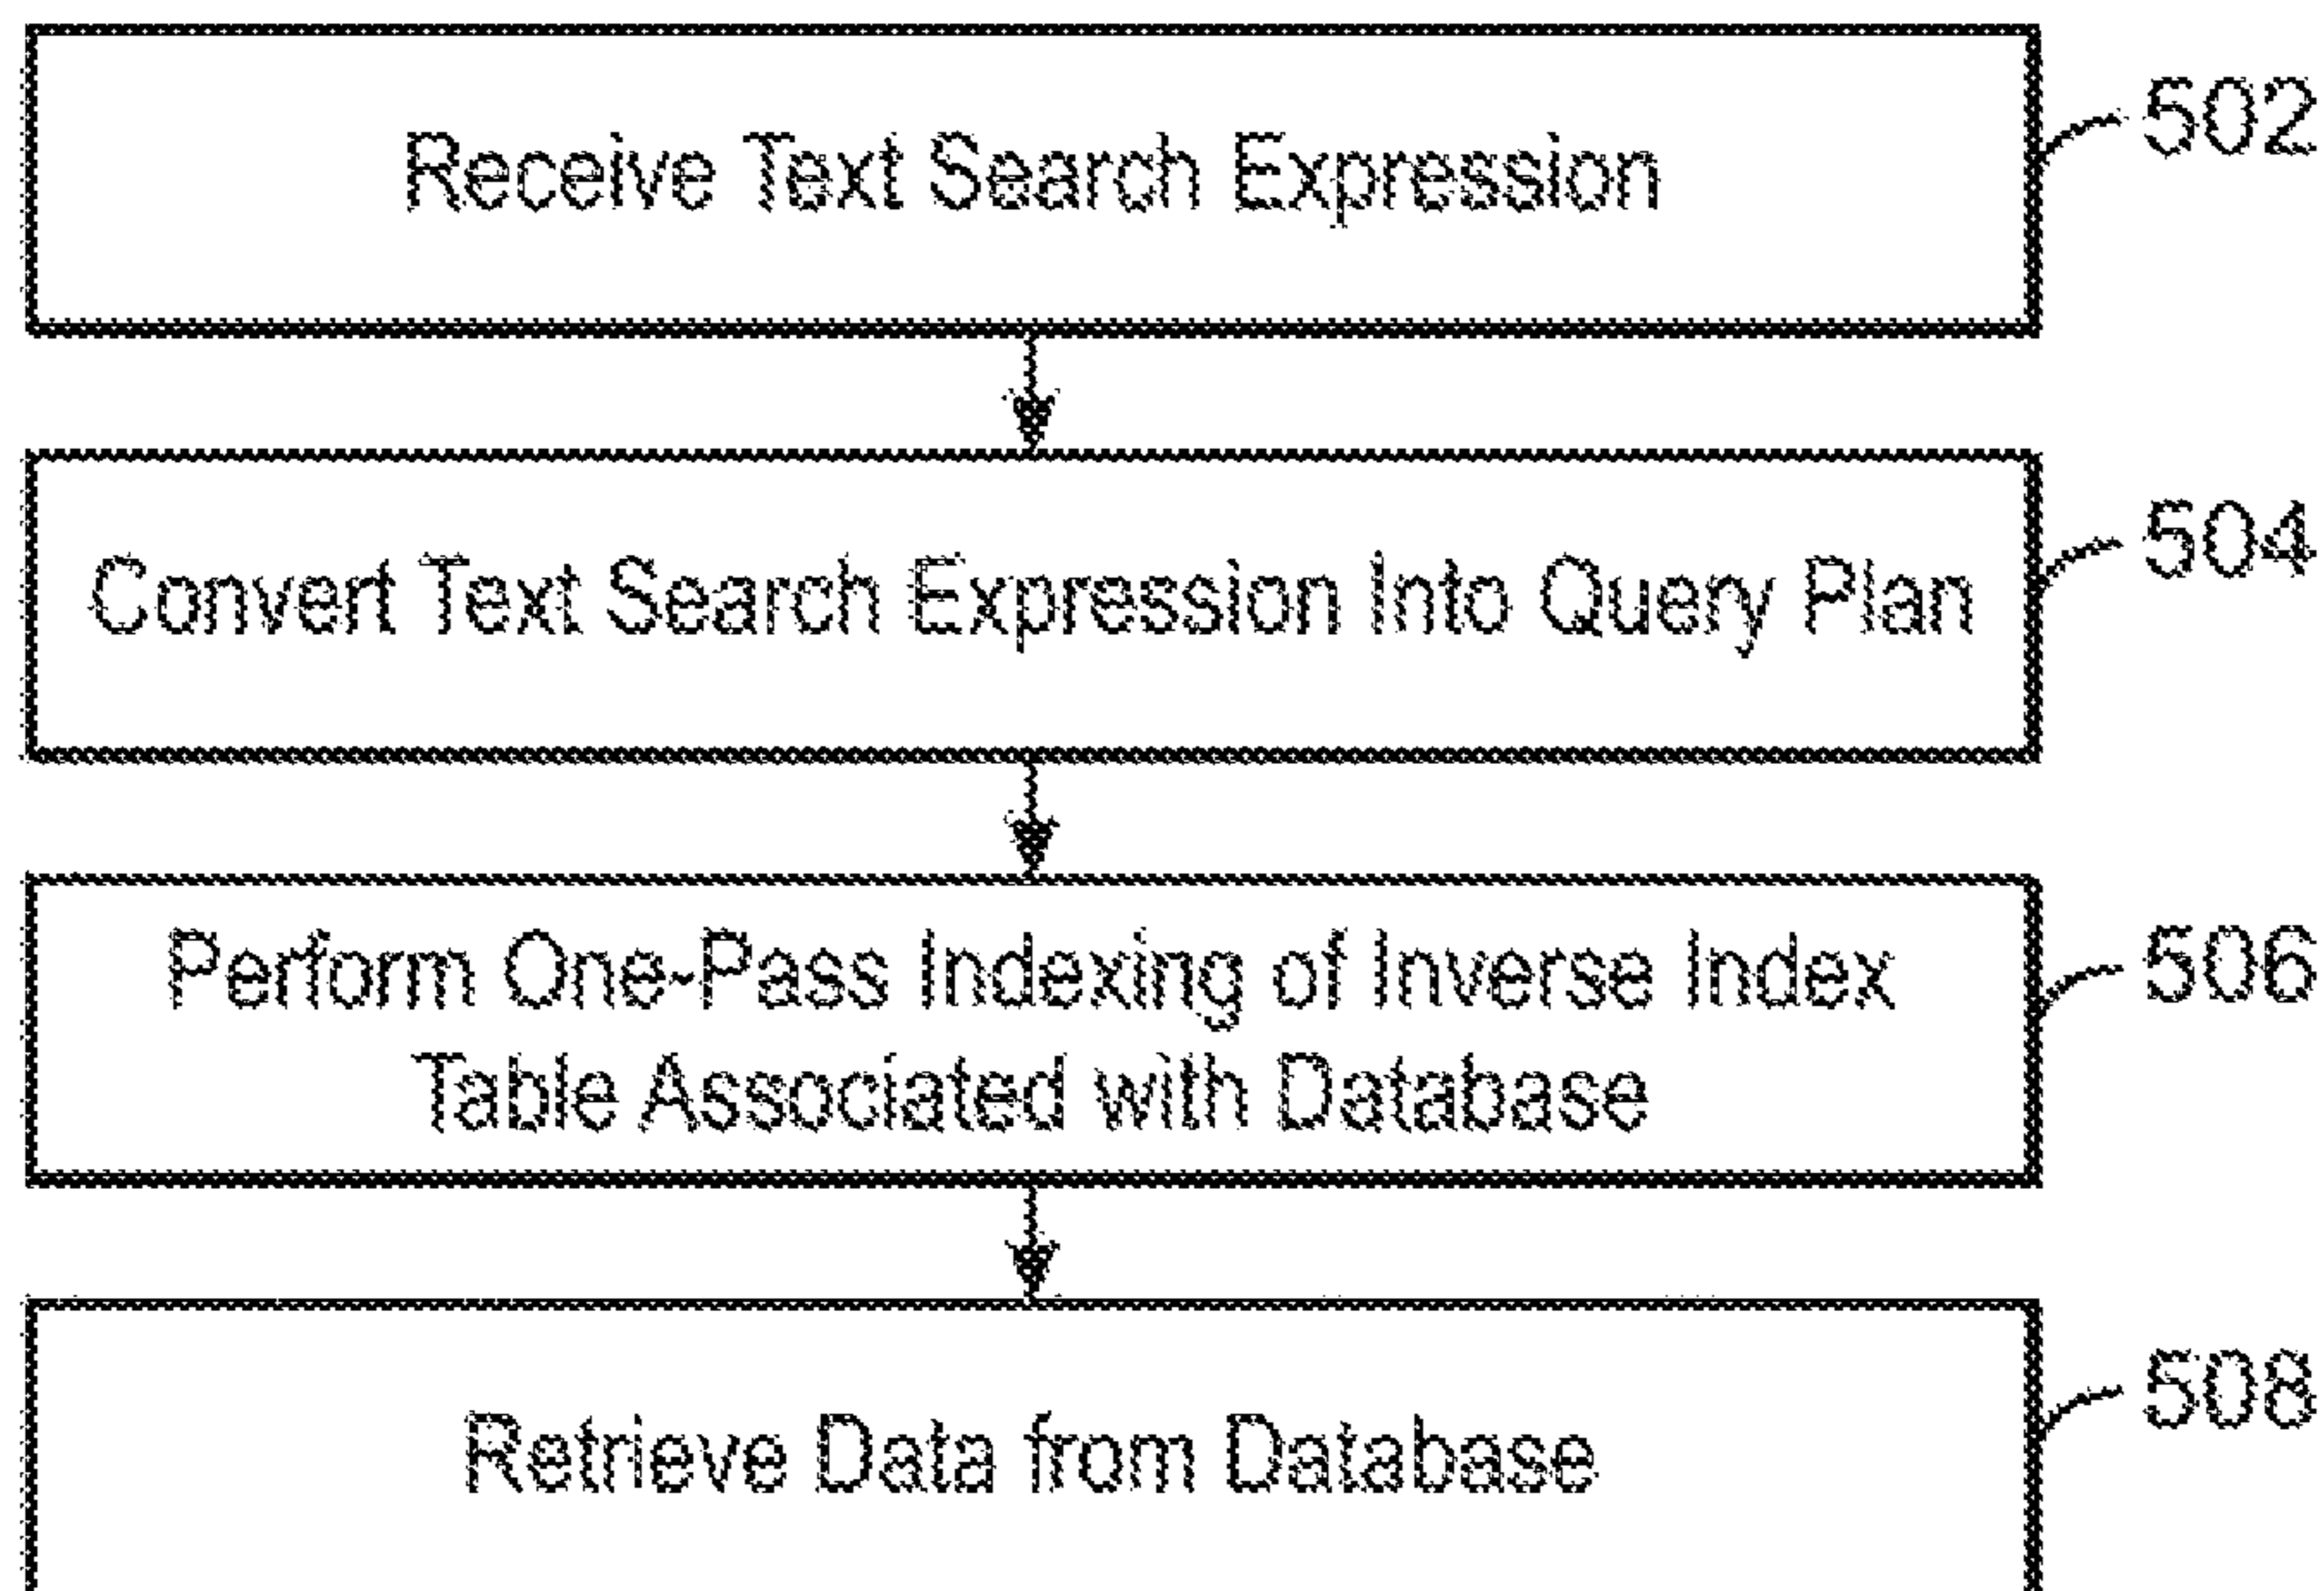 Receive Text Search Expression
502
Convert Text Search Expression Into Query Plan
504
Perform One-Pass Indexing of Inverse Index
Table Associated with Database
506
Retrieve Data from Database
508